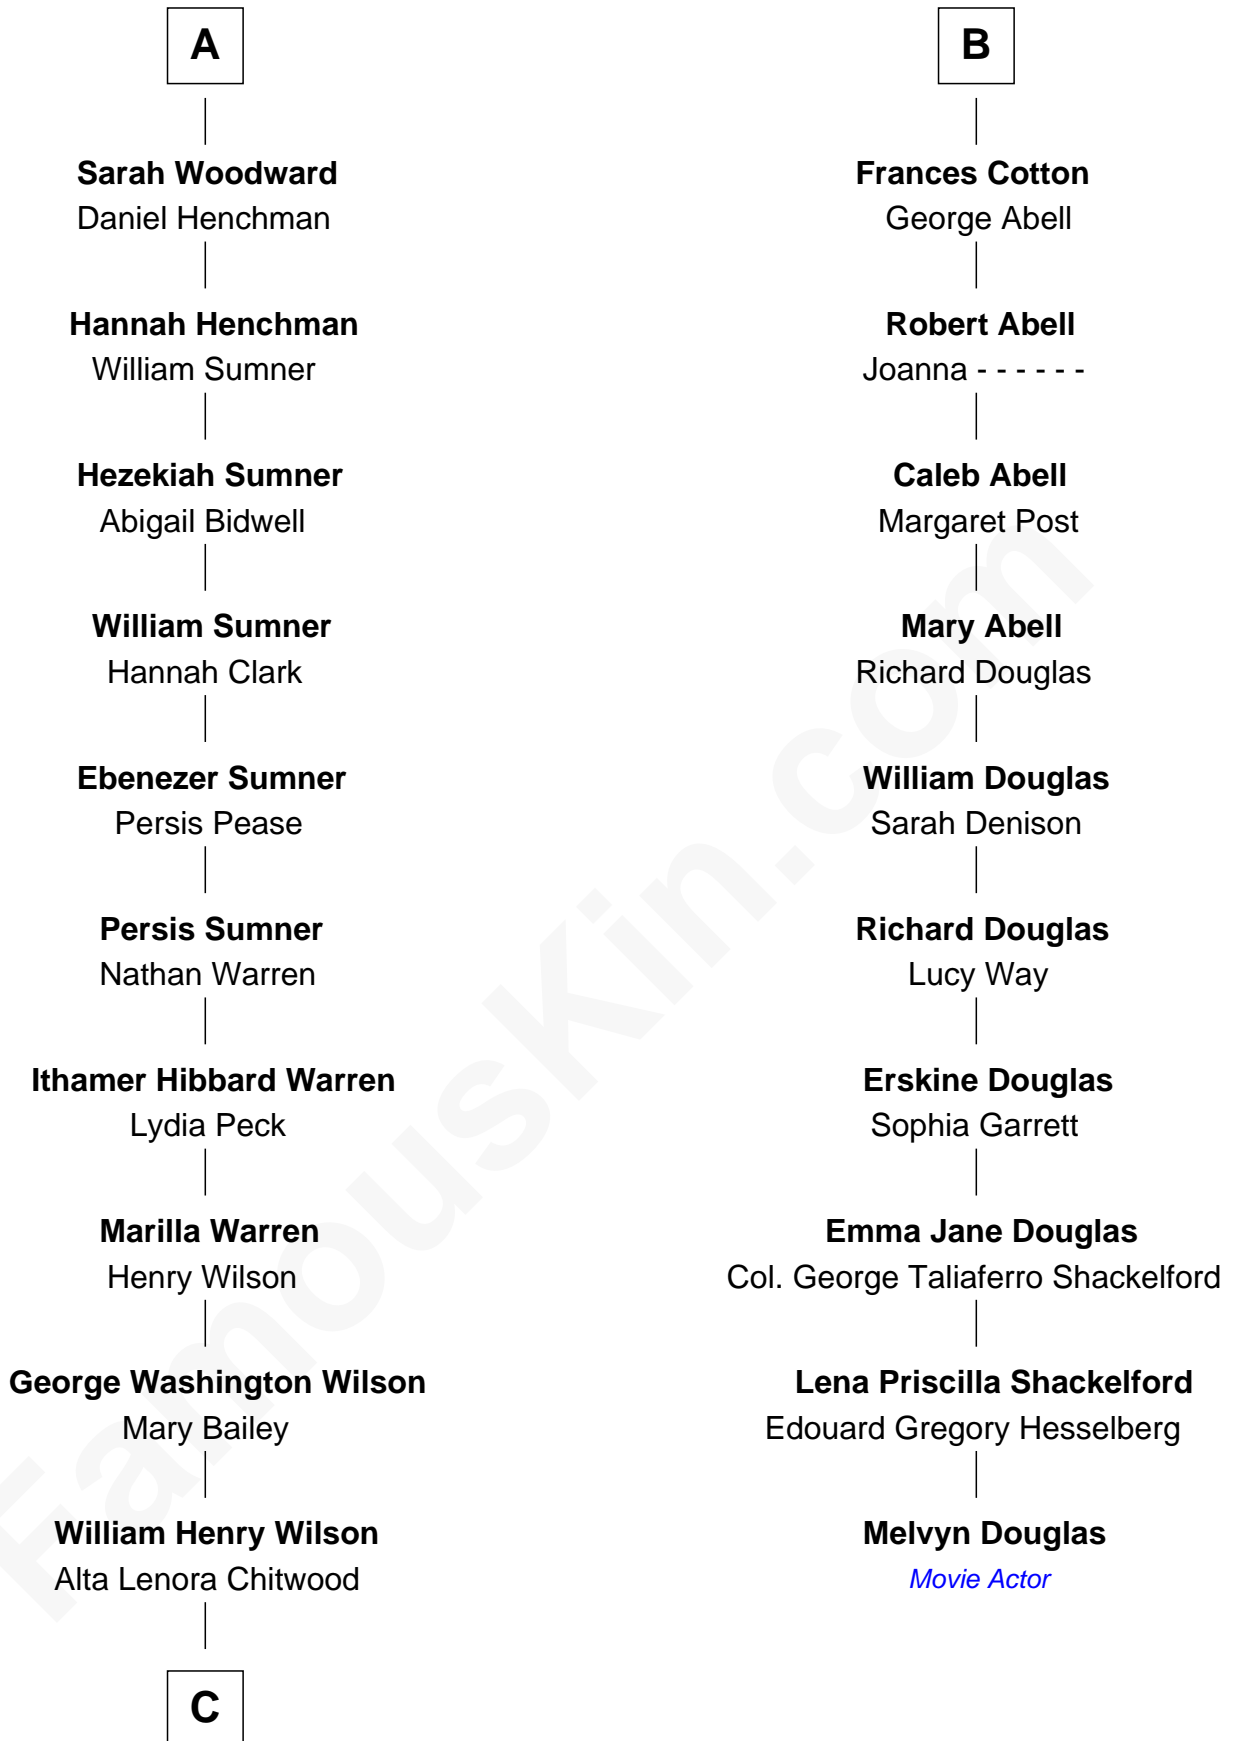 A
Sarah Woodward
Daniel Henchman
Hannah Henchman
William Sumner
Hezekiah Sumner
Abigail Bidwell
William Sumner
Hannah Clark
Ebenezer Sumner
Persis Pease
Persis Sumner
Nathan Warren
Ithamer Hibbard Warren
Lydia Peck
Marilla Warren
Henry Wilson
George Washington Wilson
Mary Bailey
William Henry Wilson
Alta Lenora Chitwood
C
B
Frances Cotton
George Abell
Robert Abell
Joanna - - - - - -
Caleb Abell
Margaret Post
Mary Abell
Richard Douglas
William Douglas
Sarah Denison
Richard Douglas
Lucy Way
Erskine Douglas
Sophia Garrett
Emma Jane Douglas
Col. George Taliaferro Shackelford
Lena Priscilla Shackelford
Edouard Gregory Hesselberg
Melvyn Douglas
Movie Actor
FamousKin.com